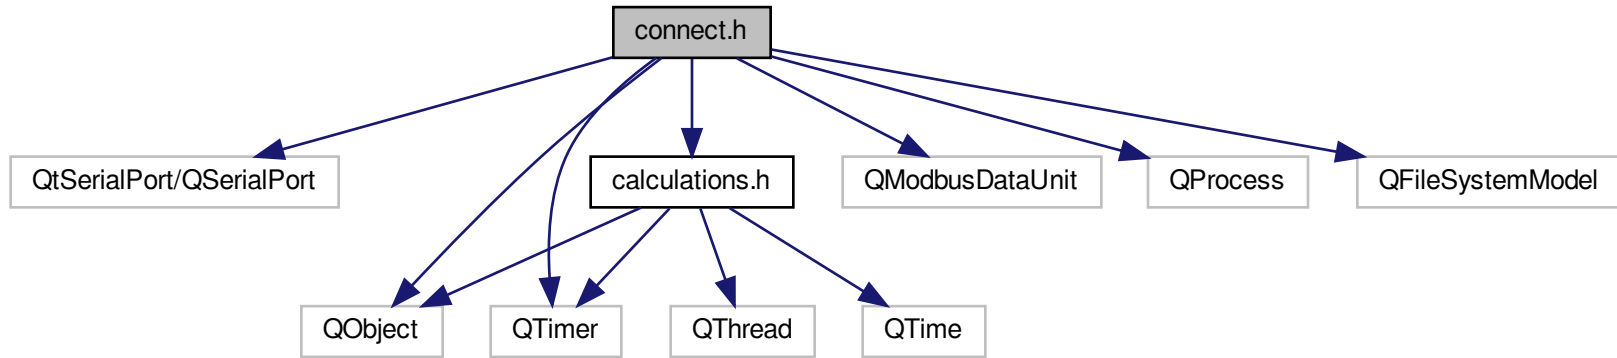 connect.h
QtSerialPort/QSerialPort
calculations.h
QModbusDataUnit
QProcess
QFileSystemModel
QObject
QTimer
QThread
QTime